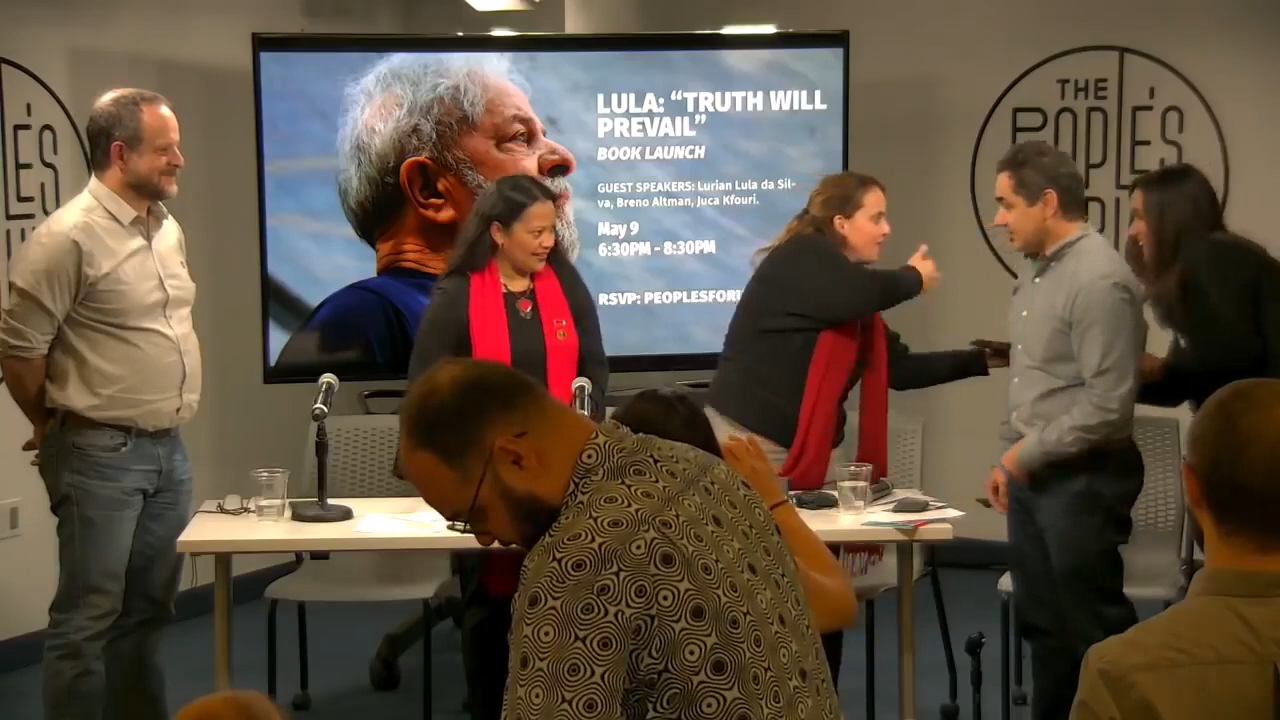 LULA: “TRUTH WILL
PREVAIL”
BOOK LAUNCH
GUEST SPEAKERS: Lurian Lula da Sil-
va, Breno Altman, Juca Kfouri.
May 9
6:30PM - 8:30PM
RSVP: PEOPLESFOR
THE
PEOPLE'S